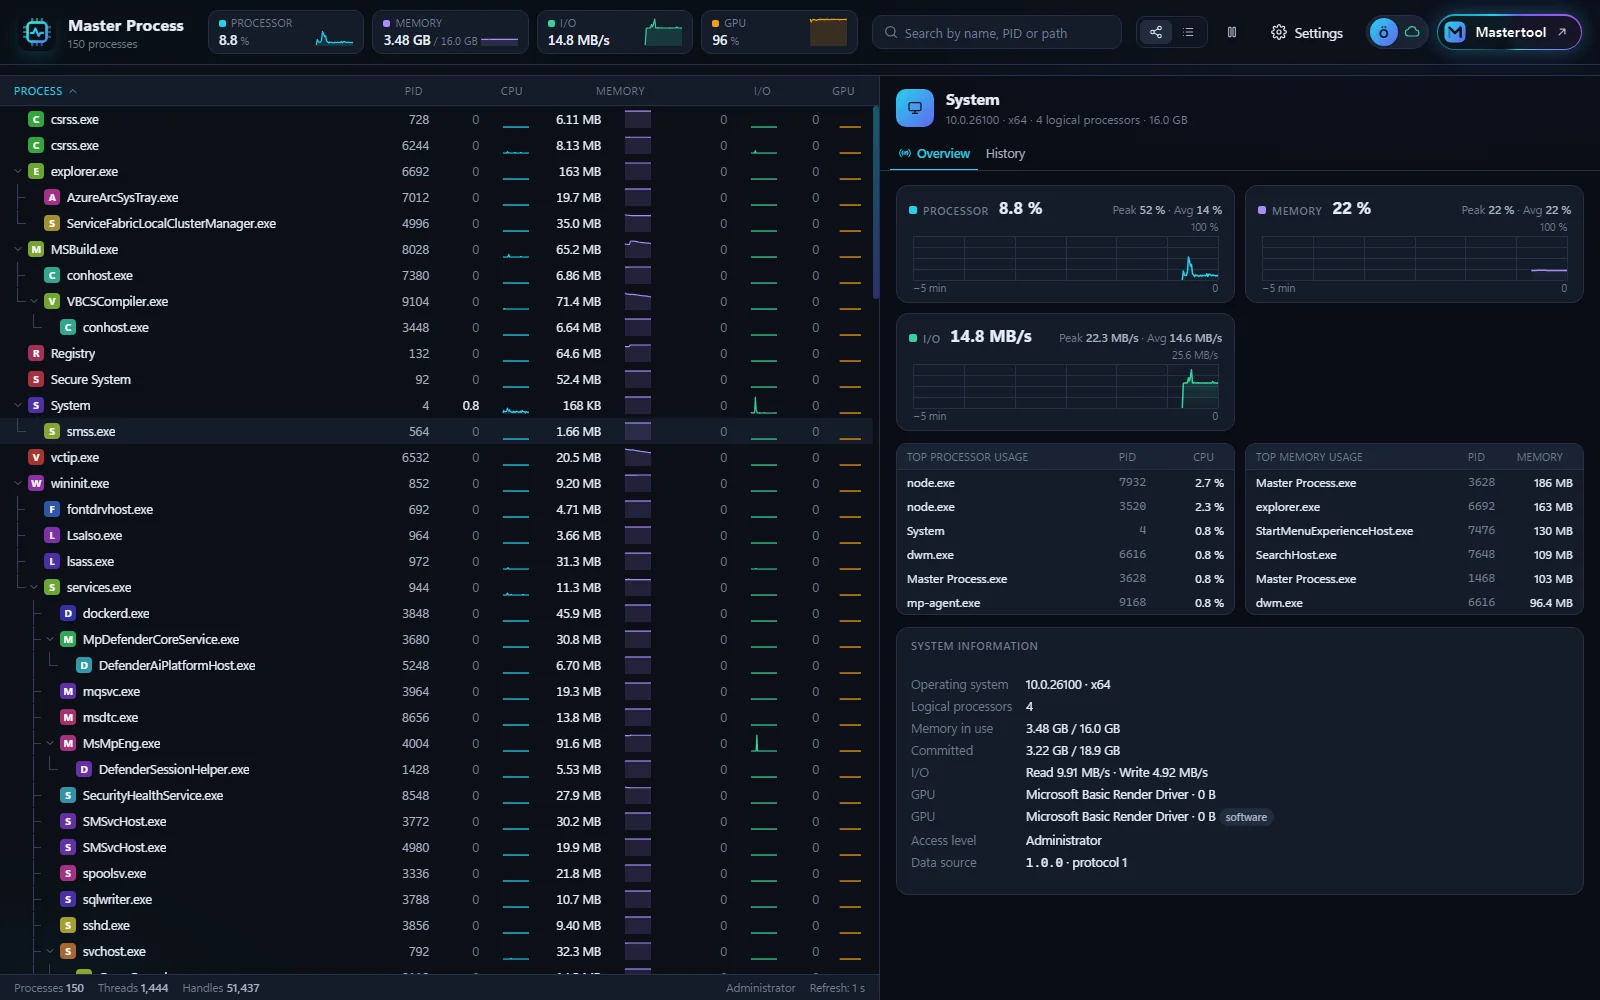 Master Process
150 processes
PROCESSOR
8.8 %
MEMORY
3.48 GB / 16.0 GB
I/O
14.8 MB/s
GPU
96 %
Search by name, PID or path
Settings
ö
Mastertool
PROCESS PID CPU MEMORY I/O GPU
C csrss.exe 728 0 6.11 MB 0 0
C csrss.exe 6244 0 8.13 MB 0 0
E explorer.exe 6692 0 163 MB 0 0
A AzureArcSysTray.exe 7012 0 19.7 MB 0 0
S ServiceFabricLocalClusterManager.exe 4996 0 35.0 MB 0 0
M MSBuild.exe 8028 0 65.2 MB 0 0
C conhost.exe 7380 0 6.86 MB 0 0
V VBCSCompiler.exe 9104 0 71.4 MB 0 0
C conhost.exe 3448 0 6.64 MB 0 0
R Registry 132 0 64.6 MB 0 0
S Secure System 92 0 52.4 MB 0 0
S System 4 0.8 168 KB 0 0
S smss.exe 564 0 1.66 MB 0 0
V vctip.exe 6532 0 20.5 MB 0 0
W wininit.exe 852 0 9.20 MB 0 0
F fontdrvhost.exe 692 0 4.71 MB 0 0
L LsaIso.exe 964 0 3.66 MB 0 0
L lsass.exe 972 0 31.3 MB 0 0
S services.exe 944 0 11.3 MB 0 0
D dockerd.exe 3848 0 45.9 MB 0 0
M MpDefenderCoreService.exe 3680 0 30.8 MB 0 0
D DefenderAiPlatformHost.exe 5248 0 6.70 MB 0 0
M mqsvc.exe 3964 0 19.3 MB 0 0
M msdtc.exe 8656 0 13.8 MB 0 0
M MsMpEng.exe 4004 0 91.6 MB 0 0
D DefenderSessionHelper.exe 1428 0 5.53 MB 0 0
S SecurityHealthService.exe 8548 0 27.9 MB 0 0
S SMSvcHost.exe 3772 0 30.2 MB 0 0
S SMSvcHost.exe 4980 0 19.9 MB 0 0
S spoolsv.exe 3336 0 21.8 MB 0 0
S sqlwriter.exe 3788 0 10.7 MB 0 0
S sshd.exe 3856 0 9.40 MB 0 0
S svchost.exe 792 0 32.3 MB 0 0
Processes 150 Threads 1,444 Handles 51,437
Administrator Refresh: 1 s
System
10.0.26100 · x64 · 4 logical processors · 16.0 GB
Overview History
PROCESSOR 8.8 % Peak 52 % · Avg 14 %
100 %
−5 min 0
MEMORY 22 % Peak 22 % · Avg 22 %
100 %
−5 min 0
I/O 14.8 MB/s Peak 22.3 MB/s · Avg 14.6 MB/s
25.6 MB/s
−5 min 0
TOP PROCESSOR USAGE PID CPU
node.exe 7932 2.7 %
node.exe 3520 2.3 %
System 4 0.8 %
dwm.exe 6616 0.8 %
Master Process.exe 3628 0.8 %
mp-agent.exe 9168 0.8 %
TOP MEMORY USAGE PID MEMORY
Master Process.exe 3628 186 MB
explorer.exe 6692 163 MB
StartMenuExperienceHost.exe 7476 130 MB
SearchHost.exe 7648 109 MB
Master Process.exe 1468 103 MB
dwm.exe 6616 96.4 MB
SYSTEM INFORMATION
Operating system 10.0.26100 · x64
Logical processors 4
Memory in use 3.48 GB / 16.0 GB
Committed 3.22 GB / 18.9 GB
I/O Read 9.91 MB/s · Write 4.92 MB/s
GPU Microsoft Basic Render Driver · 0 B
GPU Microsoft Basic Render Driver · 0 B software
Access level Administrator
Data source 1.0.0 · protocol 1